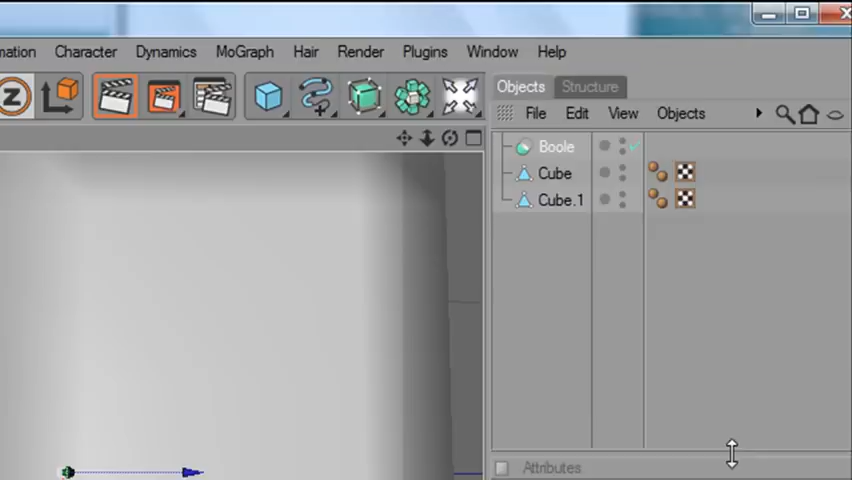 Character Dynamics MoGraph Hair Render Plugins Window Help
Z
Objects Structure
File Edit View Objects
Boole
Cube
Cube.1
Attributes